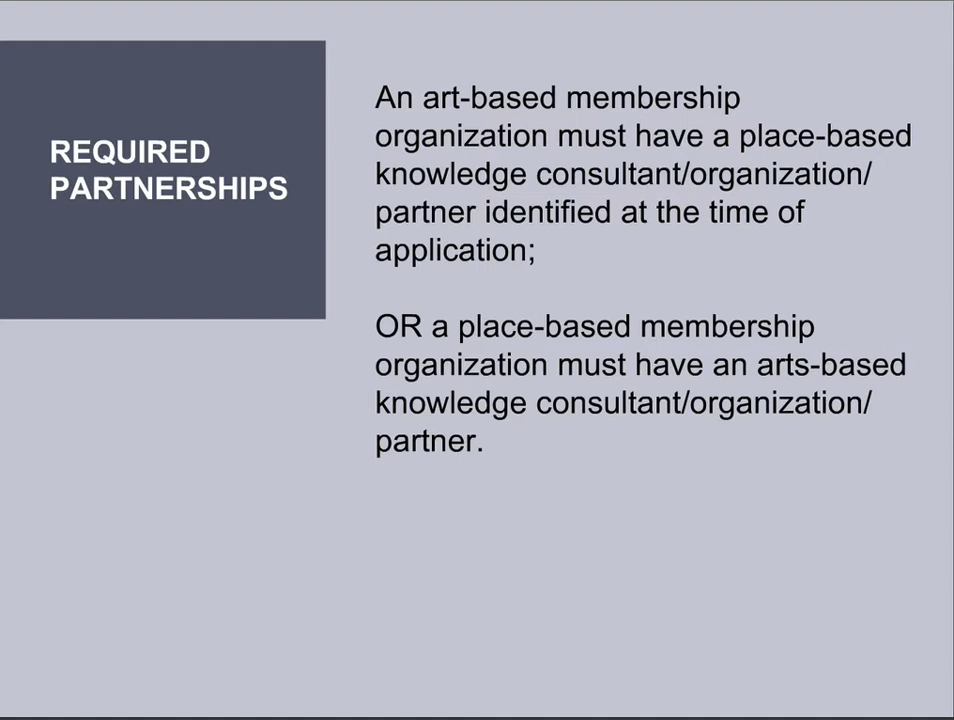 REQUIRED
PARTNERSHIPS
An art-based membership
organization must have a place-based
knowledge consultant/organization/
partner identified at the time of
application;
OR a place-based membership
organization must have an arts-based
knowledge consultant/organization/
partner.